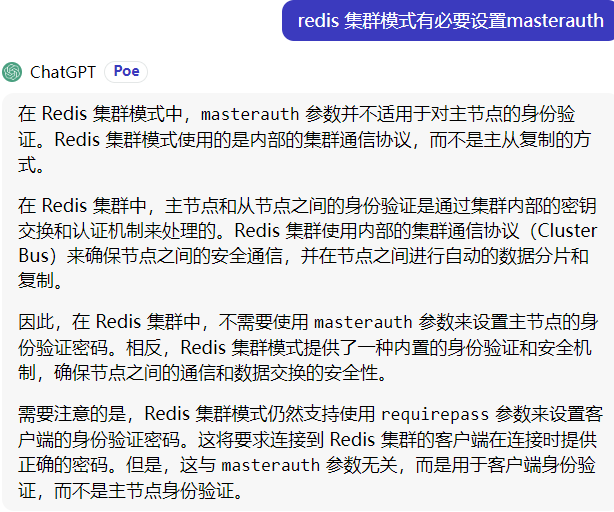 redis 集群模式有必要设置masterauth
ChatGPT Poe
在 Redis 集群模式中，masterauth 参数并不适用于对主节点的身份验
证。Redis 集群模式使用的是内部的集群通信协议，而不是主从复制的方
式。
在 Redis 集群中，主节点和从节点之间的身份验证是通过集群内部的密钥
交换和认证机制来处理的。Redis 集群使用内部的集群通信协议（Cluster
Bus）来确保节点之间的安全通信，并在节点之间进行自动的数据分片和
复制。
因此，在 Redis 集群中，不需要使用 masterauth 参数来设置主节点的身
份验证密码。相反，Redis 集群模式提供了一种内置的身份验证和安全机
制，确保节点之间的通信和数据交换的安全性。
需要注意的是，Redis 集群模式仍然支持使用 requirepass 参数来设置客
户端的身份验证密码。这将要求连接到 Redis 集群的客户端在连接时提供
正确的密码。但是，这与 masterauth 参数无关，而是用于客户端身份验
证，而不是主节点身份验证。